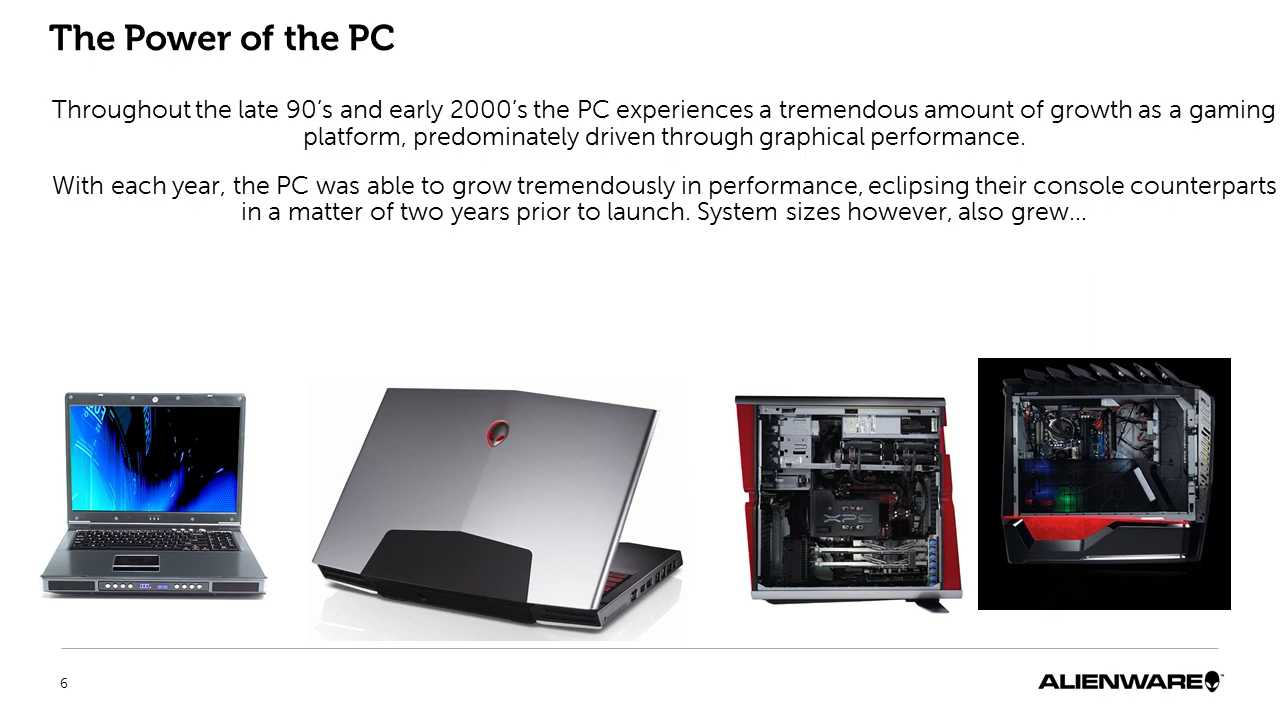 The Power of the PC
Throughout the late 90’s and early 2000’s the PC experiences a tremendous amount of growth as a gaming
platform, predominately driven through graphical performance.
With each year, the PC was able to grow tremendously in performance, eclipsing their console counterparts
in a matter of two years prior to launch. System sizes however, also grew…
XPS
6
ALIENWARE